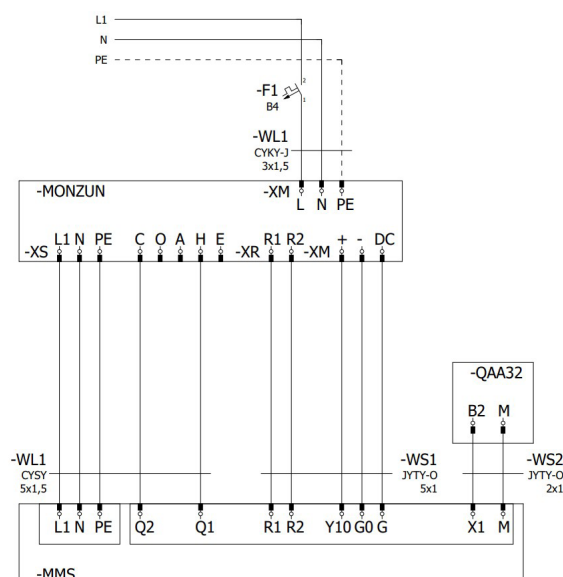 L1
N
PE
2
-F1
B4
1
-WL1
CYKY-J
3x1,5
-MONZUN
-XM
L N PE
L1 N PE C O A H E R1 R2 + - DC
-XS -XR -XM
-QAA32
B2 M
-WL1
CYSY
5x1,5
-WS1
JYTY-O
5x1
-WS2
JYTY-O
2x1
L1 N PE Q2 Q1 R1 R2 Y10 G0 G X1 M
-MMS